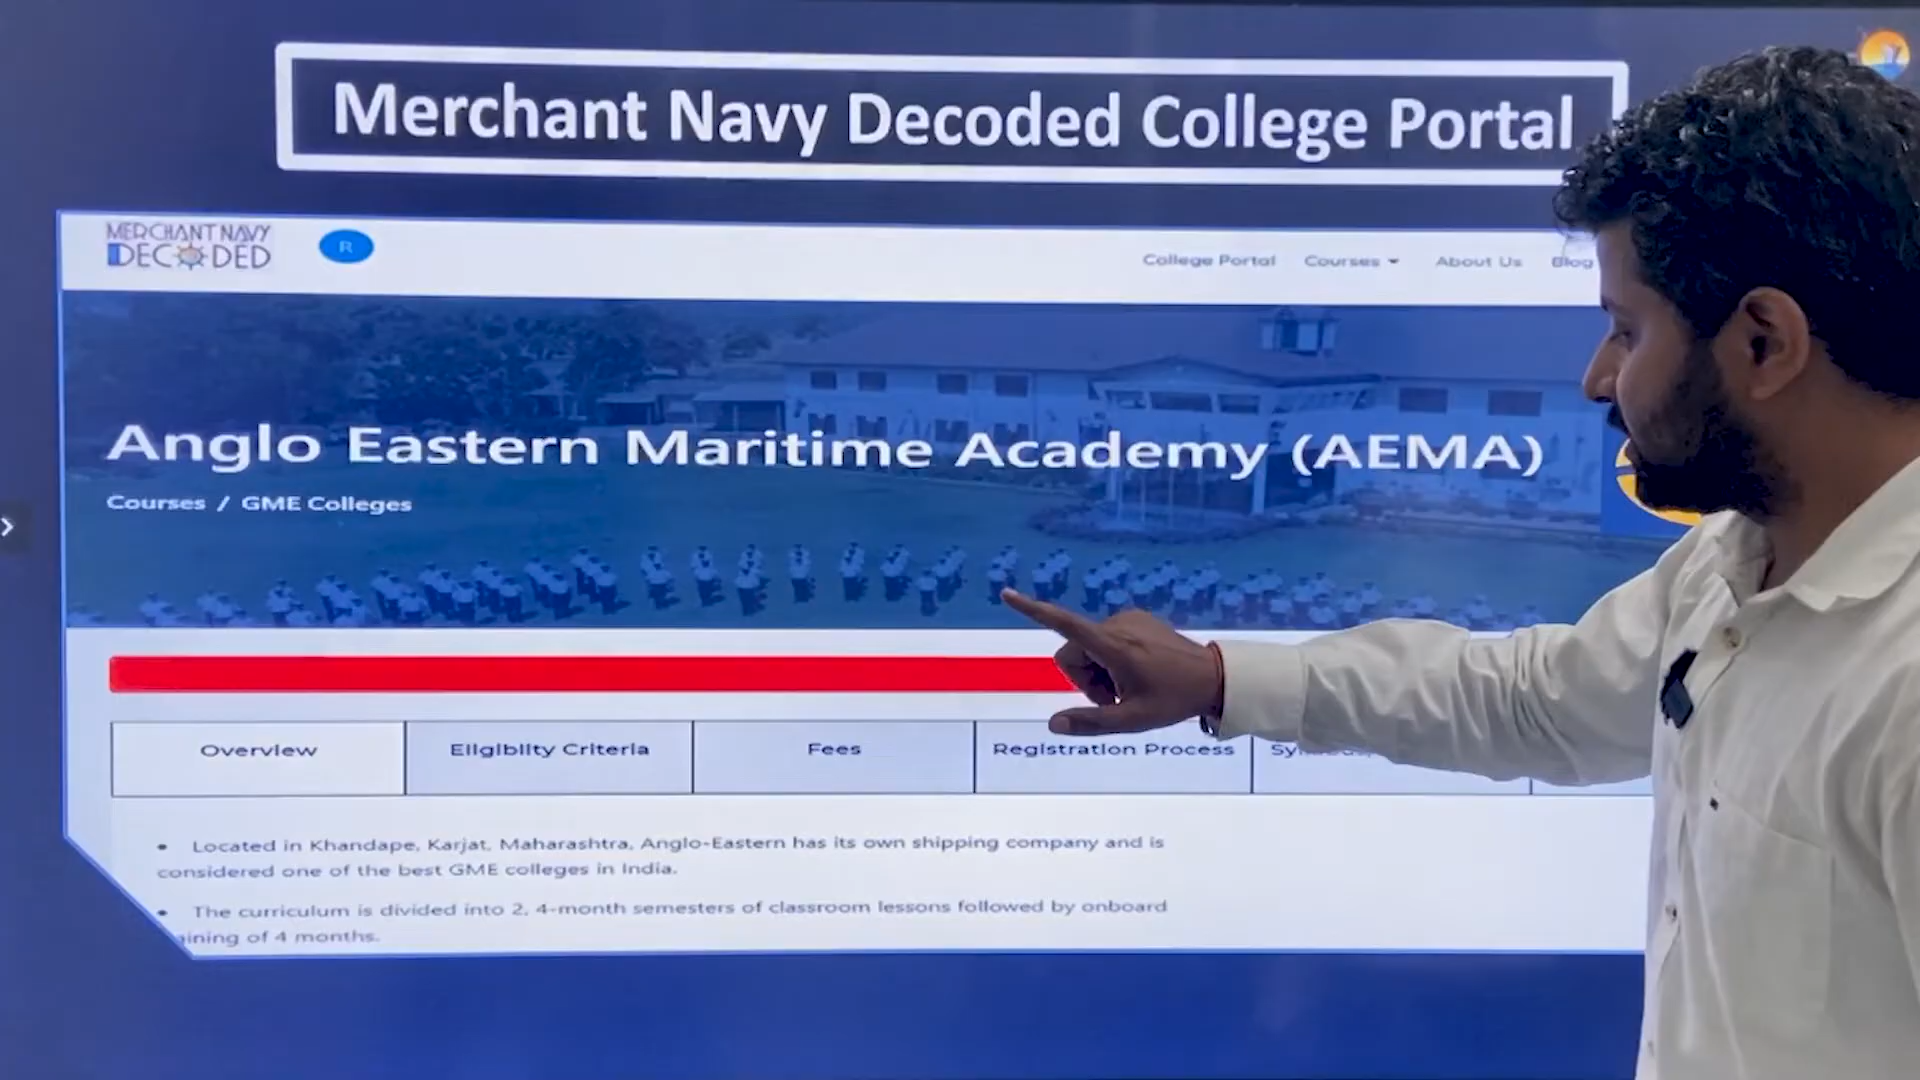 Merchant Navy Decoded College Portal
MERCHANT NAVY
DECODED
R
College Portal Courses About Us Blog
Anglo Eastern Maritime Academy (AEMA)
Courses / GME Colleges
Overview Eligibility Criteria Fees Registration Process
• Located in Khandape, Karjat, Maharashtra, Anglo-Eastern has its own shipping company and is
considered one of the best GME colleges in India.
• The curriculum is divided into 2, 4-month semesters of classroom lessons followed by onboard
of 4 months.